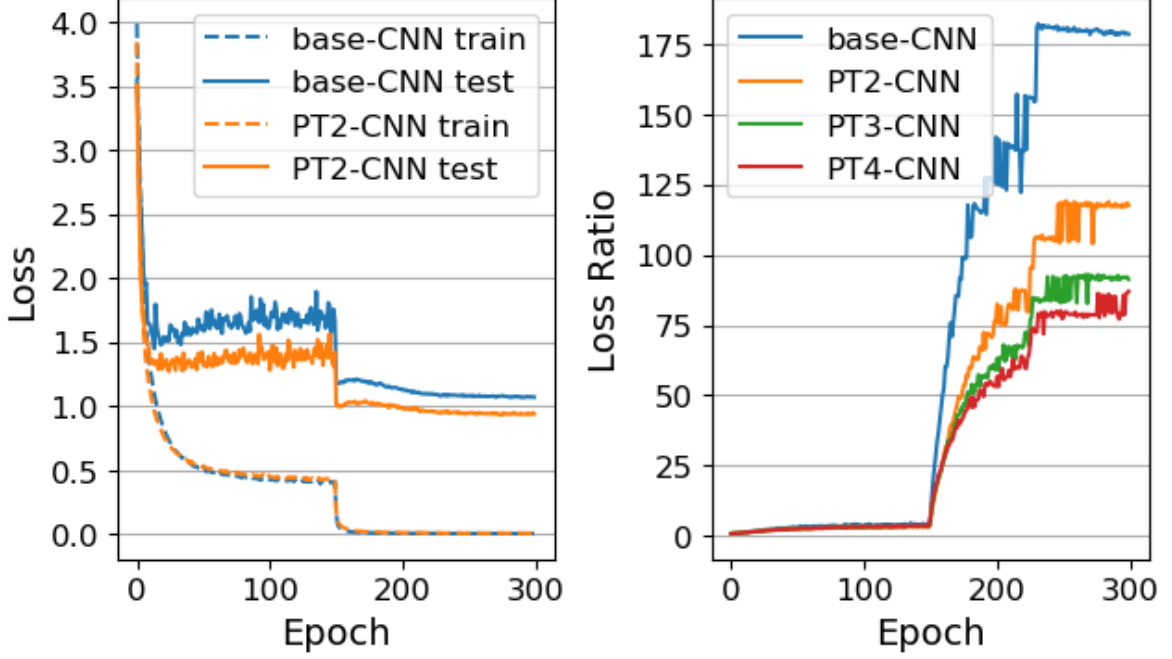 4.0
3.5
3.0
2.5
2.0
1.5
1.0
0.5
0.0
Loss
base-CNN train
base-CNN test
PT2-CNN train
PT2-CNN test
0
100
200
300
Epoch
175
150
125
100
75
50
25
0
Loss Ratio
base-CNN
PT2-CNN
PT3-CNN
PT4-CNN
0
100
200
300
Epoch